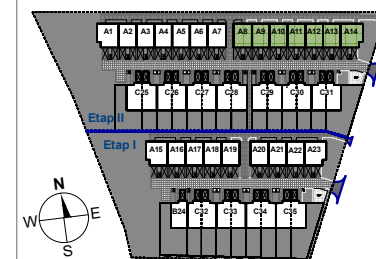 A1 A2 A3 A4 A5 A6 A7 A8 A9 A10 A11 A12 A13 A14
C25 C26 C27 C28 C29 C30 C31
Etap II
Etap I
A15 A16 A17 A18 A19 A20 A21 A22 A23
B24 C32 C33 C34 C35
N
W E
S